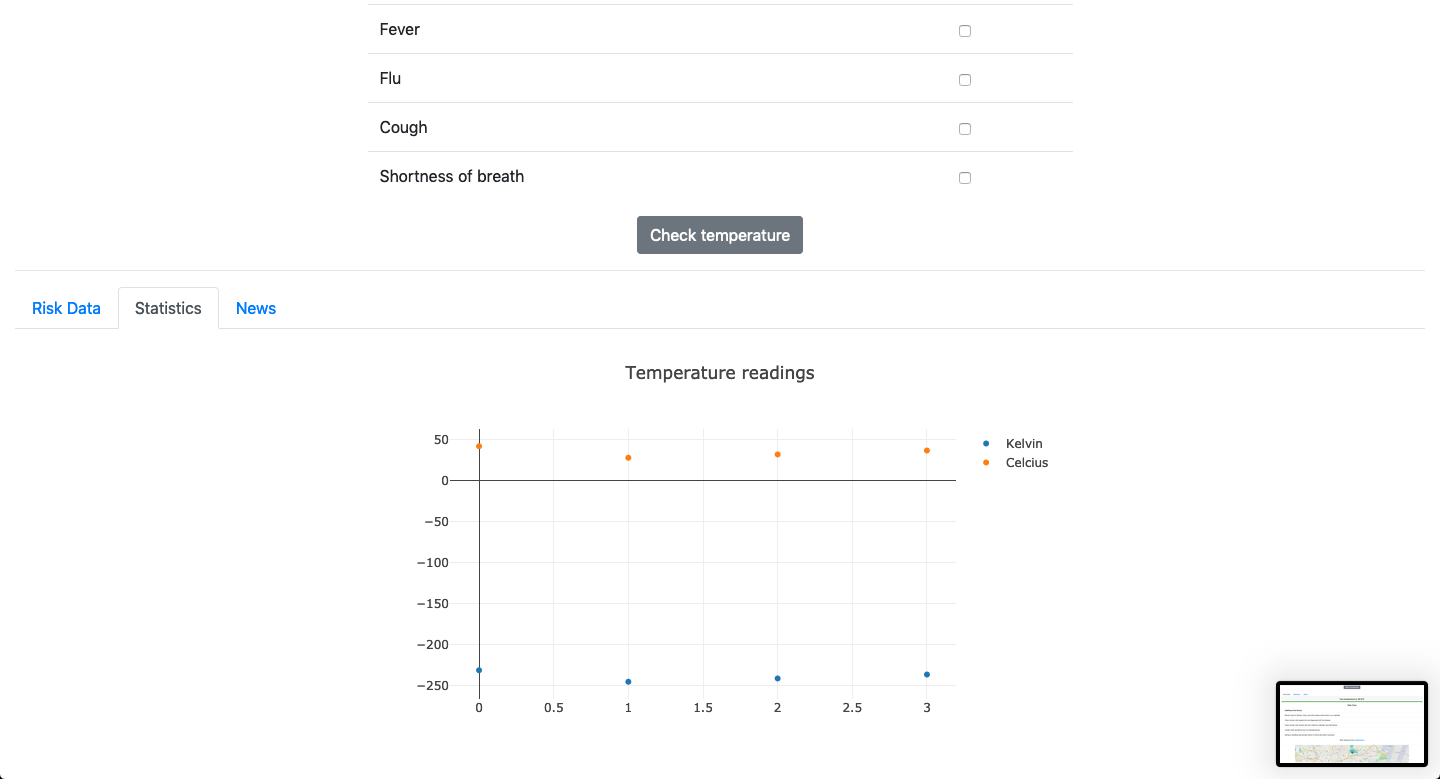 Fever
Flu
Cough
Shortness of breath
Check temperature
Risk Data Statistics News
Temperature readings
50
0
−50
−100
−150
−200
−250
0 0.5 1 1.5 2 2.5 3
Kelvin
Celcius